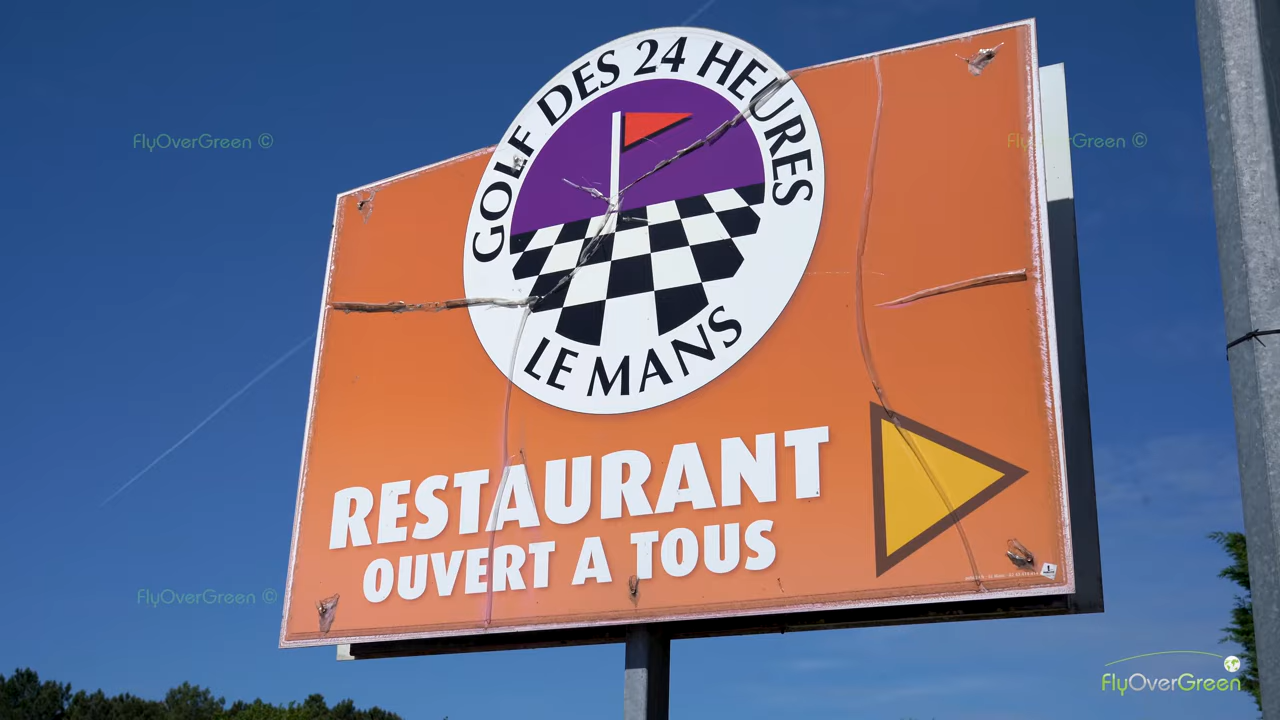 GOLF DES 24 HEURES
LE MANS
RESTAURANT
OUVERT A TOUS
FlyOverGreen ©
FlyOverGreen ©
FlyOverGreen ©
FlyOverGreen